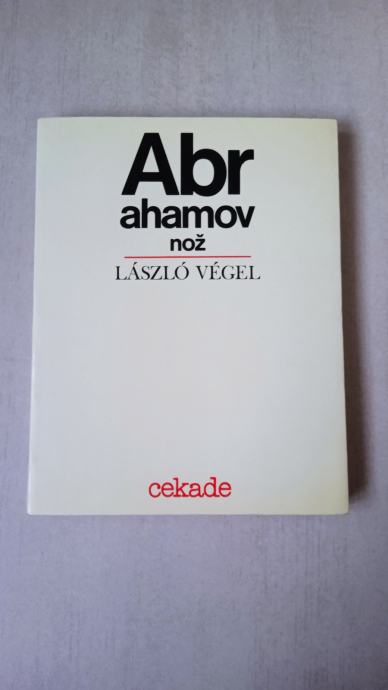 Abr
ahamov
nož
LÁSZLÓ VÉGEL
cekade